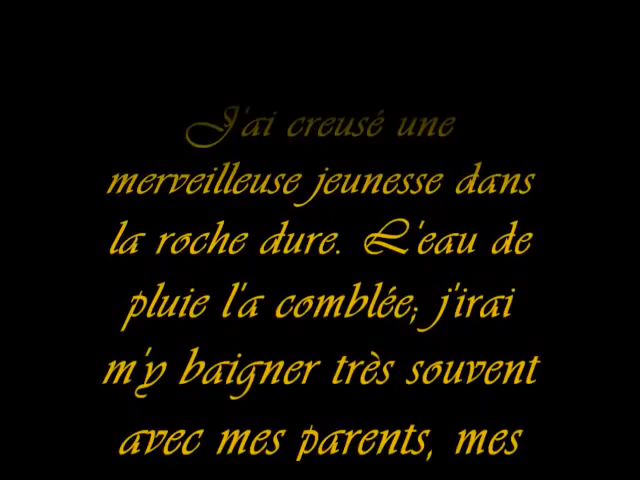 J'ai creusé une
merveilleuse jeunesse dans
la roche dure. L'eau de
pluie l'a comblée; j'irai
m'y baigner très souvent
avec mes parents, mes